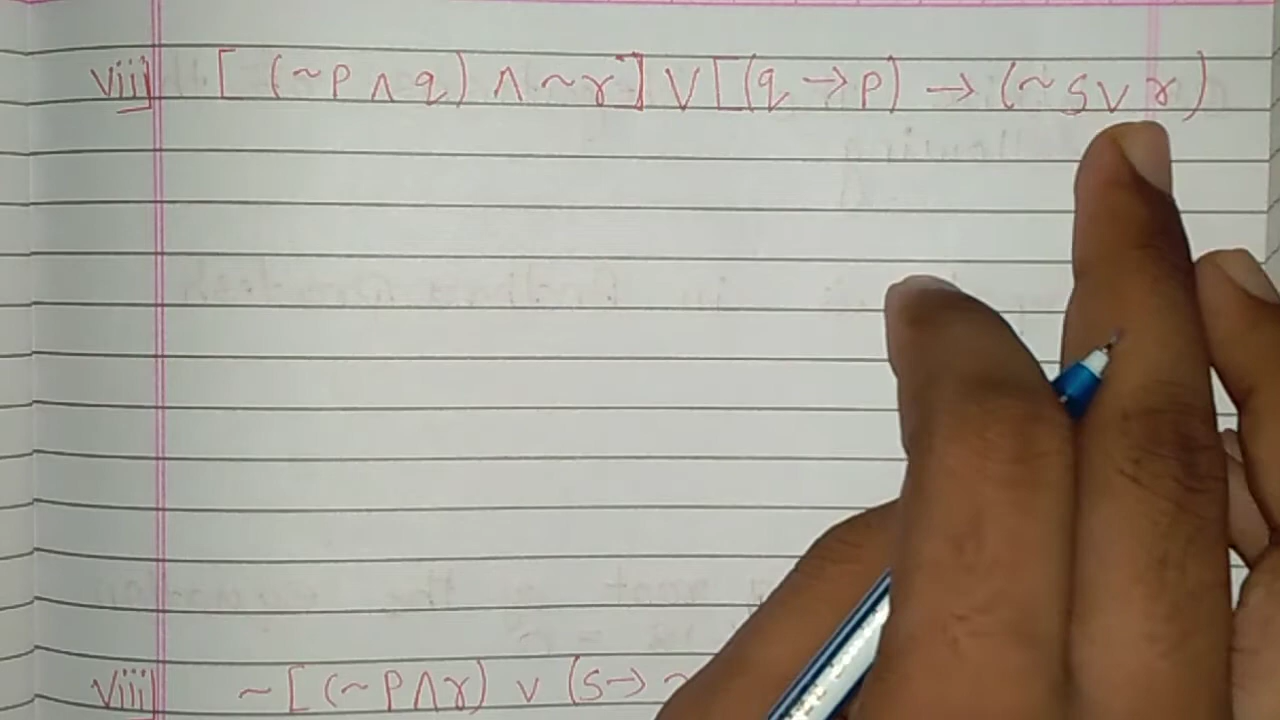 vii] [ (~p ∧ q) ∧ ~r ] ∨ [ (q → p) → (~s ∨ r)
viii] ~ [ (~p ∧ r) ∨ (s → ~